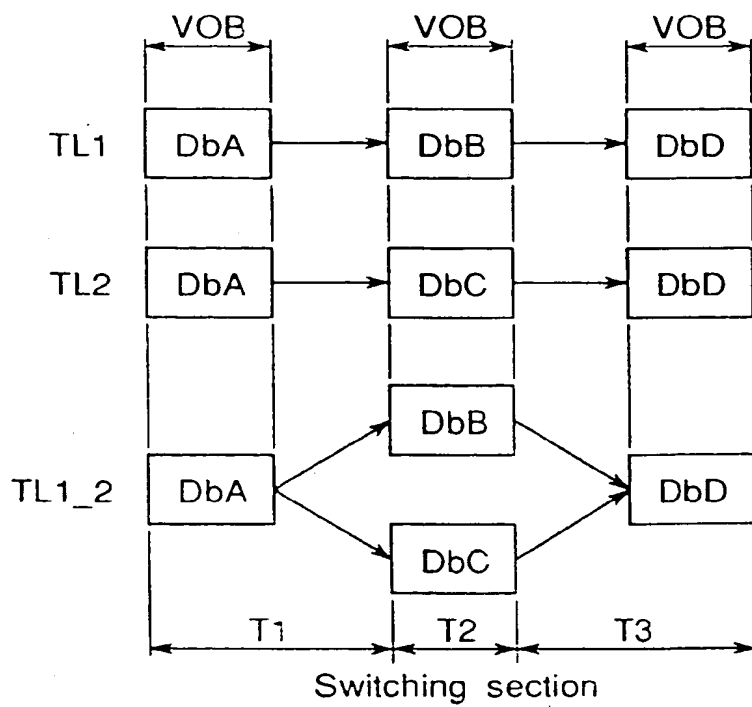 VOB VOB VOB
TL1 DbA DbB DbD
TL2 DbA DbC DbD
DbB
TL1_2 DbA DbD
DbC
T1 T2 T3
Switching section